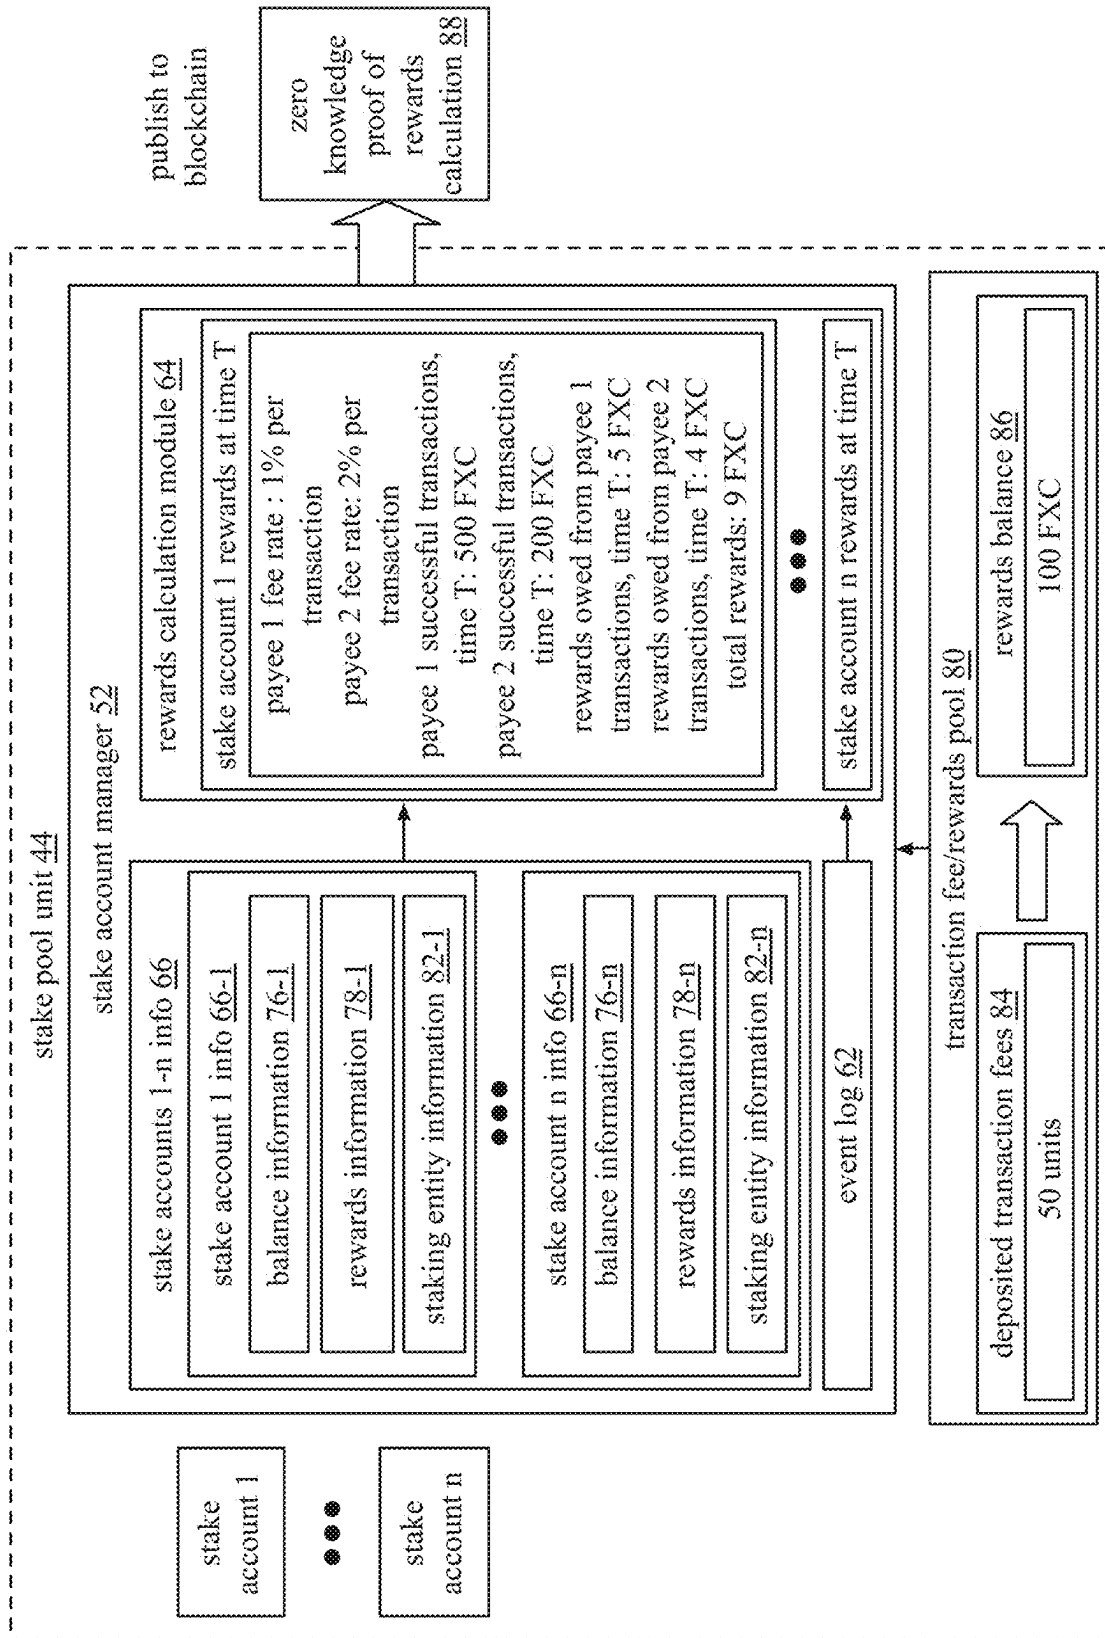 stake pool unit 44
stake account 1
stake account n
stake account manager 52
stake accounts 1-n info 66
stake account 1 info 66-1
balance information 76-1
rewards information 78-1
staking entity information 82-1
stake account n info 66-n
balance information 76-n
rewards information 78-n
staking entity information 82-n
event log 62
rewards calculation module 64
stake account 1 rewards at time T
payee 1 fee rate : 1% per
transaction
payee 2 fee rate: 2% per
transaction
payee 1 successful transactions,
time T: 500 FXC
payee 2 successful transactions,
time T: 200 FXC
rewards owed from payee 1
transactions, time T: 5 FXC
rewards owed from payee 2
transactions, time T: 4 FXC
total rewards: 9 FXC
stake account n rewards at time T
transaction fee/rewards pool 80
deposited transaction fees 84
50 units
rewards balance 86
100 FXC
publish to
blockchain
zero
knowledge
proof of
rewards
calculation 88